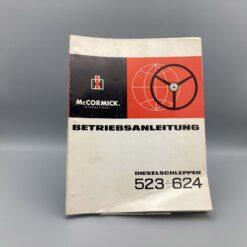 McCORMICK
INTERNATIONAL
BETRIEBSANLEITUNG
DIESELSCHLEPPER
523 624